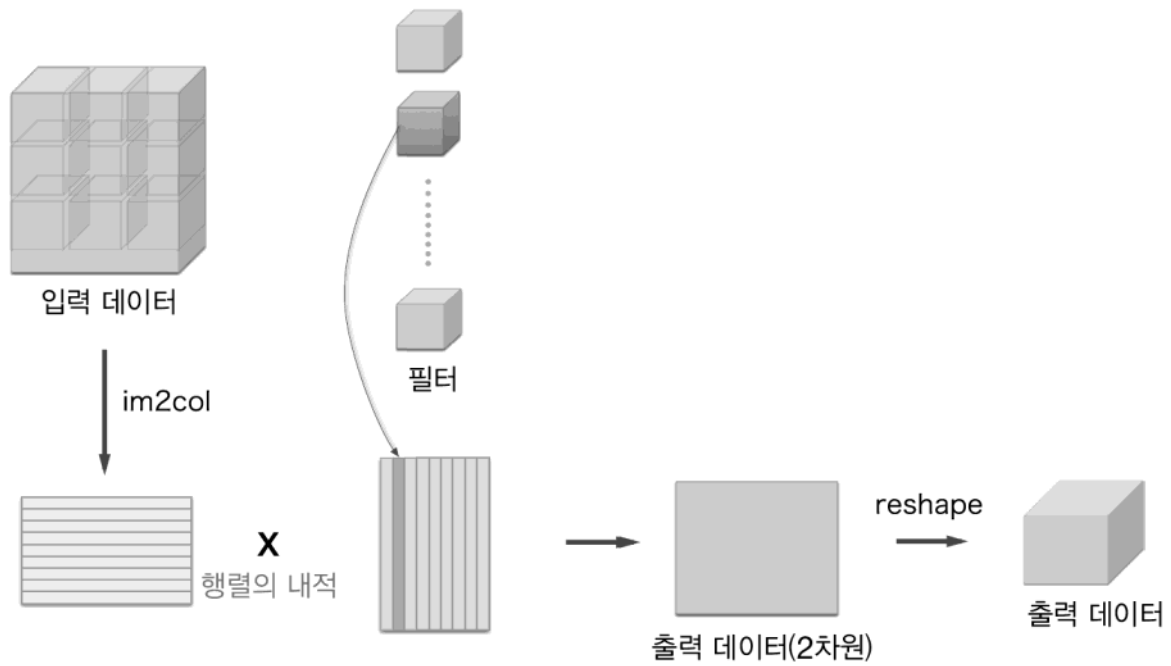 입력 데이터
필터
im2col
X
행렬의 내적
reshape
출력 데이터(2차원)
출력 데이터